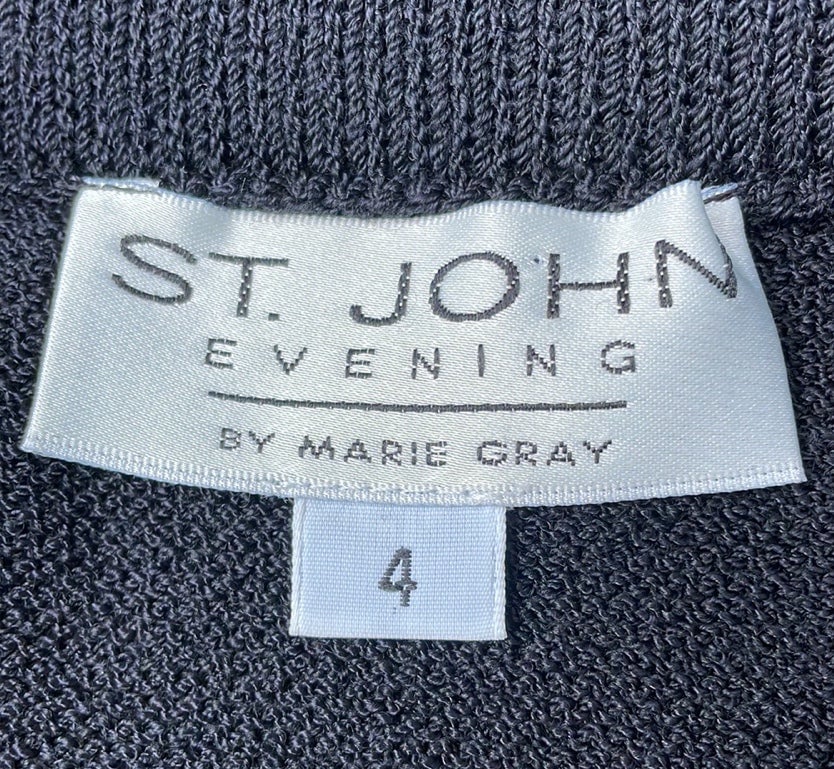 ST. JOHN
EVENING
BY MARIE GRAY
4